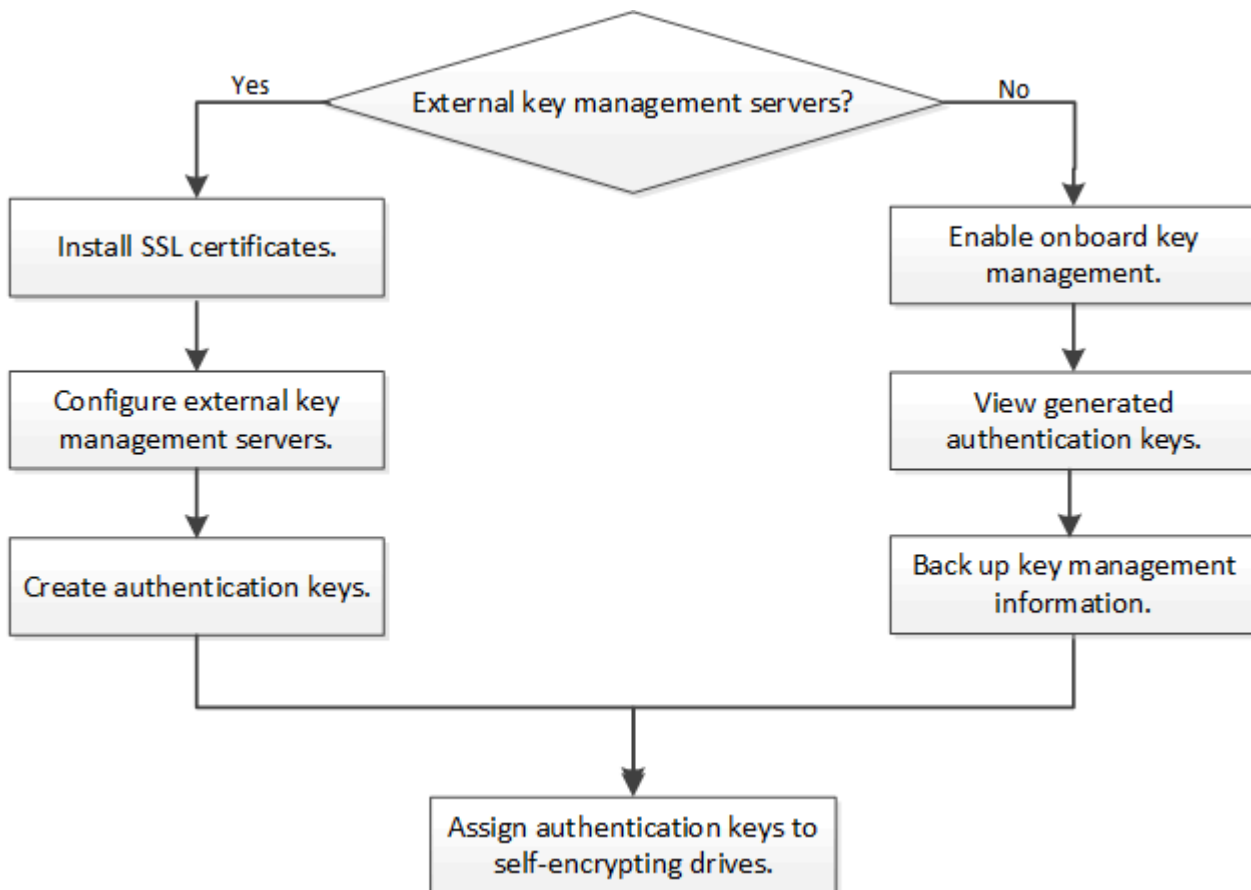 External key management servers?
Yes
No
Install SSL certificates.
Configure external key
management servers.
Create authentication keys.
Enable onboard key
management.
View generated
authentication keys.
Back up key management
information.
Assign authentication keys to
self-encrypting drives.